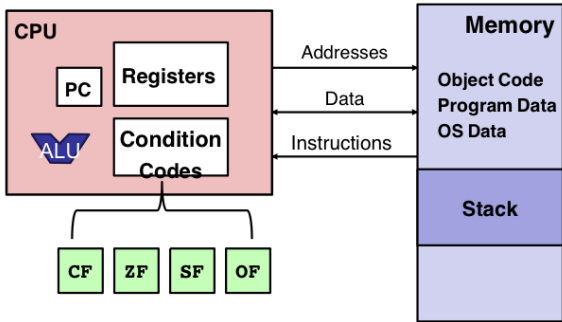 CPU
PC
Registers
ALU
Condition
Codes
CF
ZF
SF
OF
Addresses
Data
Instructions
Memory
Object Code
Program Data
OS Data
Stack